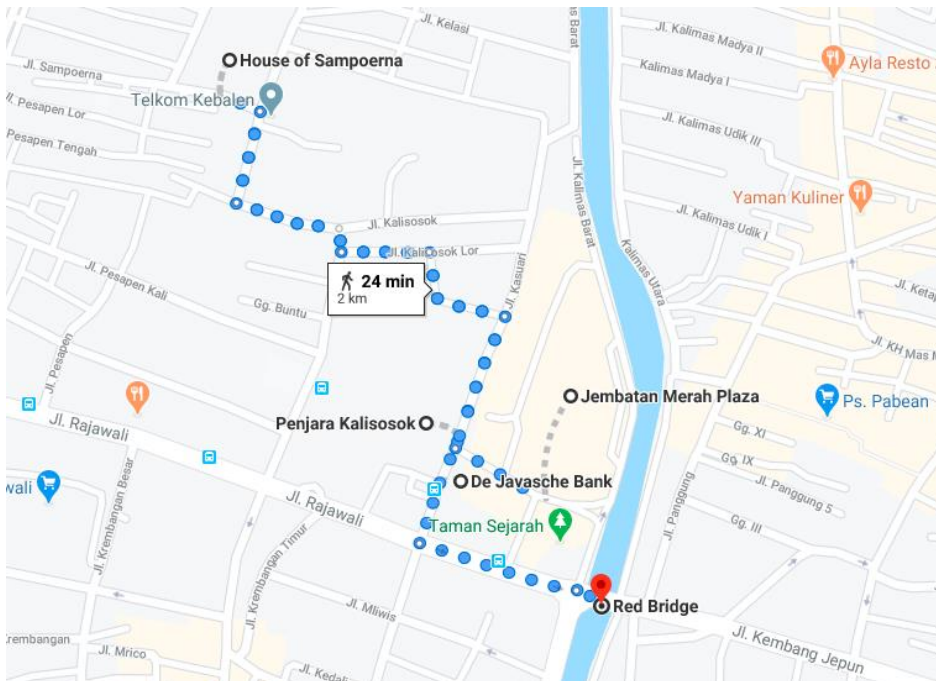 Jl. Kelasi
Kalimas Barat
Kalimas Madya II
House of Sampoerna
Ayla Resto
Jl. Sampoerna
Kalimas Madya I
Telkom Kebalen
Jl. Pesapen Lor
Jl. Kalimas Udik III
Pesapen Tengah
Jl. Kalimas Barat
Yaman Kuliner
Jl. Kalisosok
Jl. Kalimas Udik I
Jl. Kalisosok Lor
Kalimas Utara
Jl. Pesapen Kali
24 min
2 km
Jl. Kasuari
Gg. Buntu
Jl. Ketap
Jl. KH Mas M
Jl. Pesapen
Jembatan Merah Plaza
Ps. Pabean
Penjara Kalisosok
Jl. Rajawali
Gg. XI
Gg. IX
De Javasche Bank
wali
Jl. Krembangan Besar
Jl. Rajawali
Jl. Panggung 5
Jl. Panggung
Gg. III
Taman Sejarah
Jl. Krembangan Timur
Jl. Mliwis
Red Bridge
Krembangan
Jl. Kembang Jepun
Jl. Mrico
Jl. Kedali